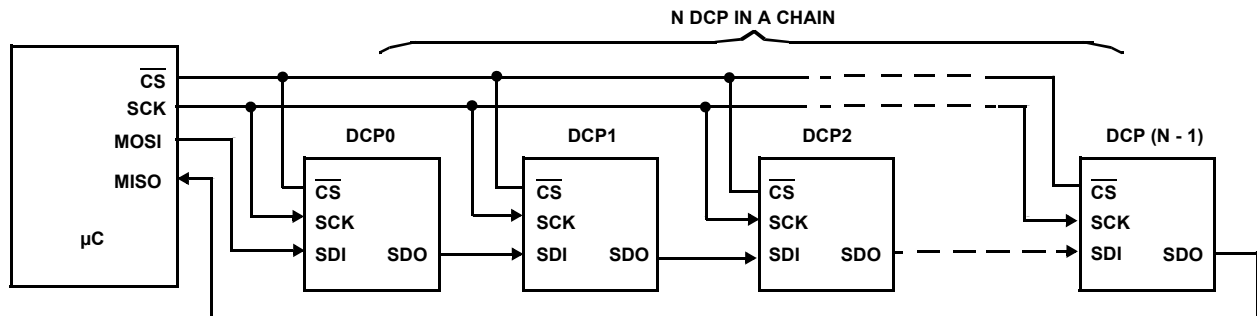 N DCP IN A CHAIN
CS
SCK
MOSI
MISO
µC
DCP0
CS
SCK
SDI SDO
DCP1
CS
SCK
SDI SDO
DCP2
CS
SCK
SDI SDO
DCP (N - 1)
CS
SCK
SDI SDO